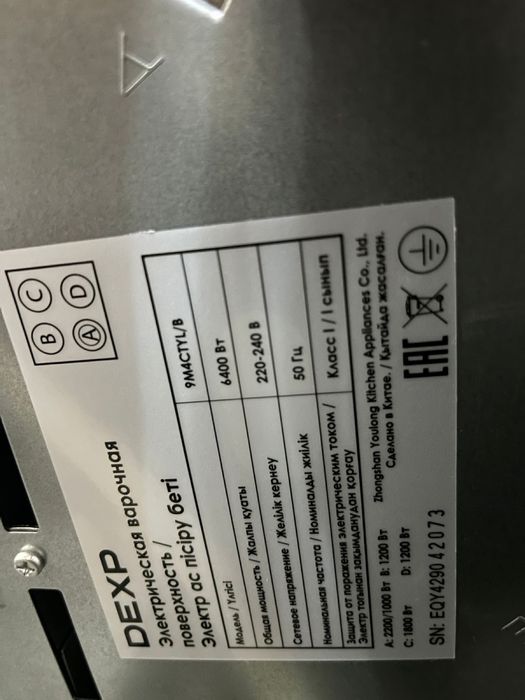 DEXP
Электрическая варочная
поверхность /
Электр ас пісіру беті
B C
A D
Модель / Үлгісі 9M4CTYL/B
Общая мощность / Жалпы қуаты 6400 Вт
Сетевое напряжение / Желілік кернеу 220-240 В
Номинальная частота / Номиналды жиілік 50 Гц
Защита от поражения электрическим током / Класс I / I сынып
Электр тогынан зақымданудан қорғау
A: 2200/1000 Вт B: 1200 Вт
C: 1800 Вт D: 1200 Вт
Zhongshan Youlong Kitchen Appliances Co., Ltd.
Сделано в Китае. / Қытайда жасалған.
SN: EQY429042073
EAC
A